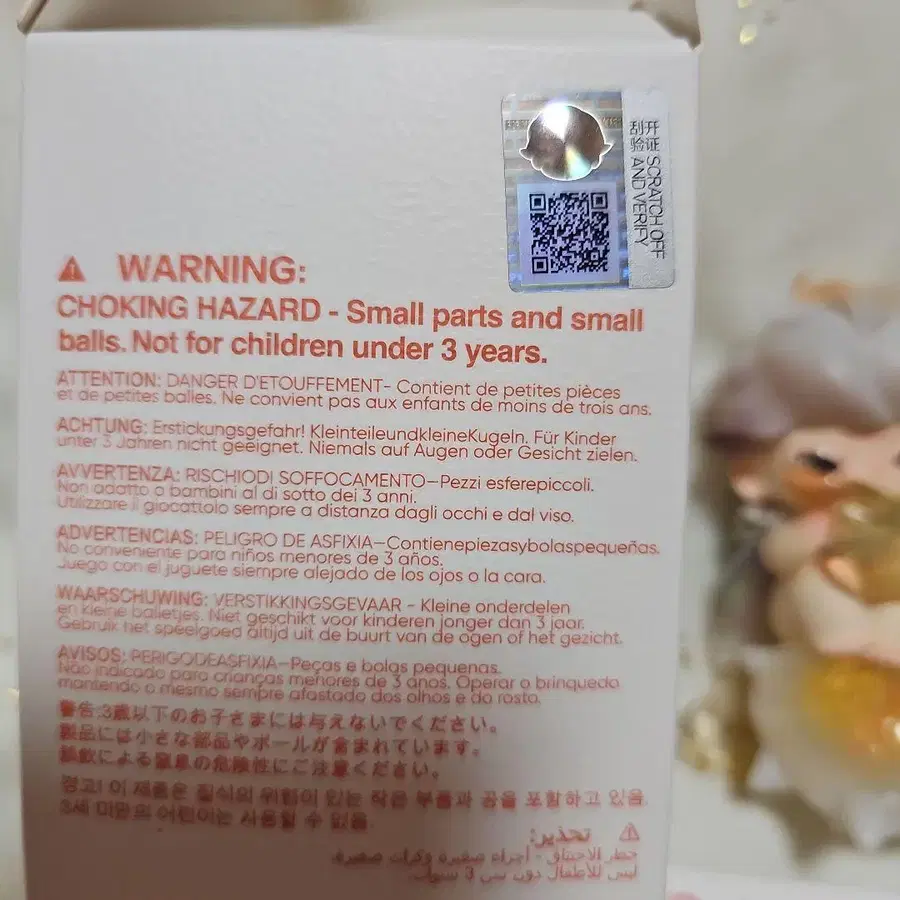 开 SCRATCH OFF
刮
验证 AND VERIFY
WARNING:
CHOKING HAZARD - Small parts and small
balls. Not for children under 3 years.
ATTENTION: DANGER D'ETOUFFEMENT- Contient de petites pièces
et de petites balles. Ne convient pas aux enfants de moins de trois ans.
ACHTUNG: Erstickungsgefahr! KleinteileundkleineKugeln. Für Kinder
unter 3 Jahren nicht geeignet. Niemals auf Augen oder Gesicht zielen.
AVVERTENZA: RISCHIODI SOFFOCAMENTO—Pezzi esferepiccoli.
Non adatto a bambini al di sotto dei 3 anni.
Utilizzare il giocattolo sempre a distanza dagli occhi e dal viso.
ADVERTENCIAS: PELIGRO DE ASFIXIA—Contienepiezasybolaspequeñas.
No conveniente para niños menores de 3 años.
Juega con el juguete siempre alejado de los ojos o la cara.
WAARSCHUWING: VERSTIKKINGSGEVAAR - Kleine onderdelen
en kleine balletjes. Niet geschikt voor kinderen jonger dan 3 jaar.
Gebruik het speelgoed altijd uit de buurt van de ogen of het gezicht.
AVISOS: PERIGODEASFIXIA—Peças e bolas pequenas.
Não indicado para crianças menores de 3 anos. Operar o brinquedo
mantendo o mesmo sempre afastado dos olhos e do rosto.
警告:3歳以下のお子さまには与えないでください。
製品には小さな部品やボールが含まれています。
誤飲による窒息の危険性にご注意ください。
경고! 이 제품은 질식의 위험이 있는 작은 부품과 공을 포함하고 있음.
3세 미만의 어린이는 사용할 수 없음.
تحذير:
خطر الاختناق - أجزاء صغيرة وكرات صغيرة.
ليس للأطفال دون سن 3 سنوات.